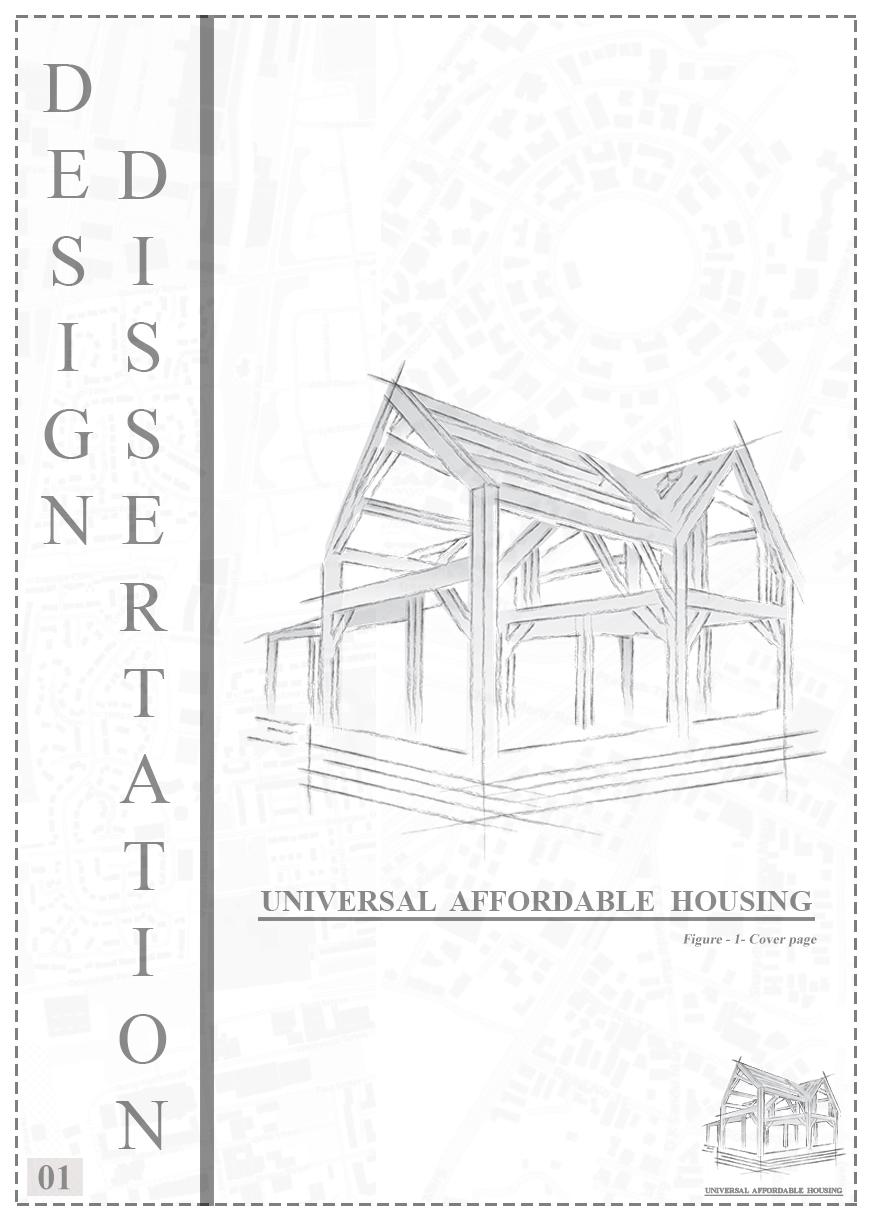 DESIGN
DISSERTATION
UNIVERSAL AFFORDABLE HOUSING
Figure - 1- Cover page
01
UNIVERSAL AFFORDABLE HOUSING